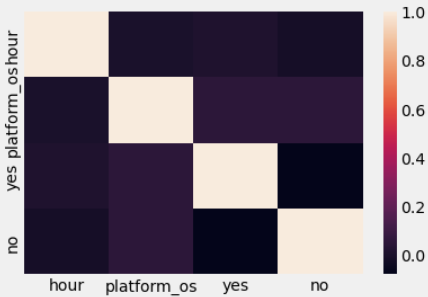 hour
platform_os
yes
no
hour
platform_os
yes
no
1.0
0.8
0.6
0.4
0.2
0.0